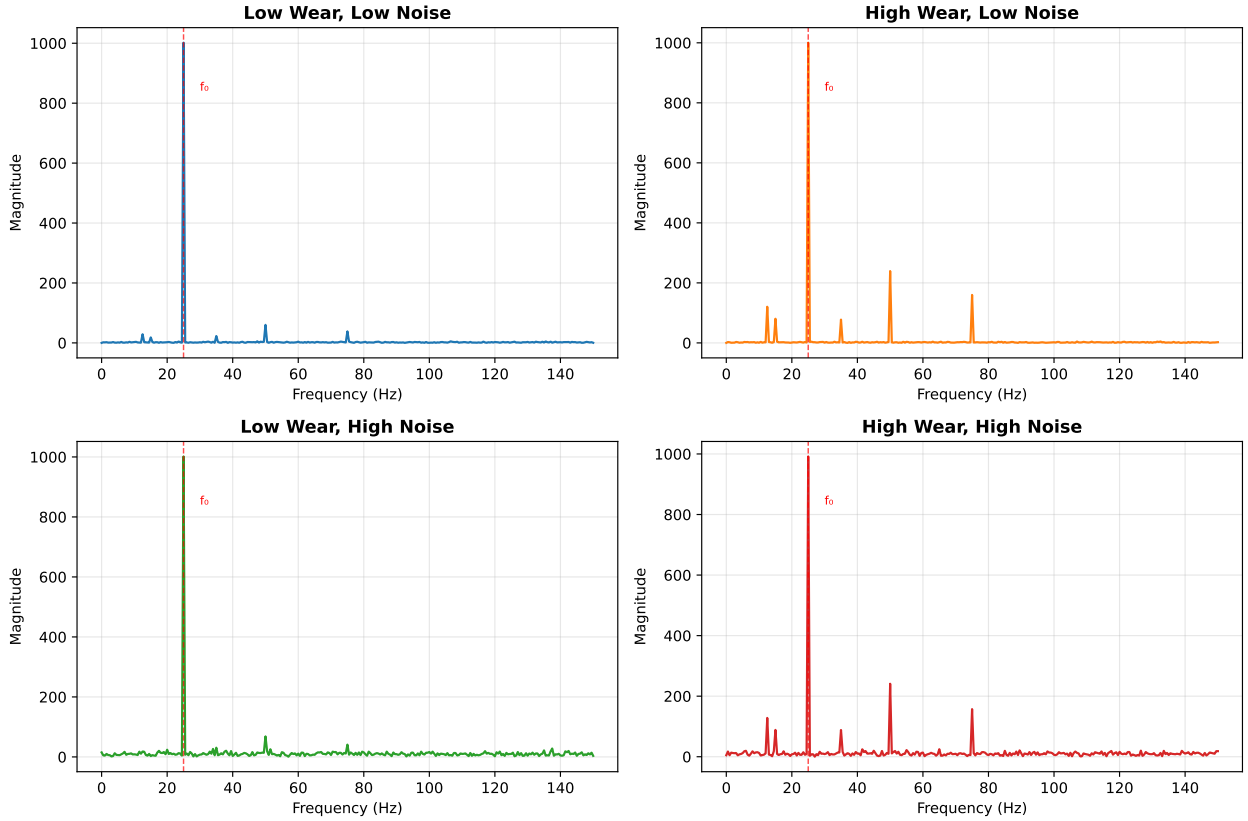 Low Wear, Low Noise
Magnitude
1000
800
600
400
200
0
f₀
0 20 40 60 80 100 120 140
Frequency (Hz)
High Wear, Low Noise
Magnitude
1000
800
600
400
200
0
f₀
0 20 40 60 80 100 120 140
Frequency (Hz)
Low Wear, High Noise
Magnitude
1000
800
600
400
200
0
f₀
0 20 40 60 80 100 120 140
Frequency (Hz)
High Wear, High Noise
Magnitude
1000
800
600
400
200
0
f₀
0 20 40 60 80 100 120 140
Frequency (Hz)